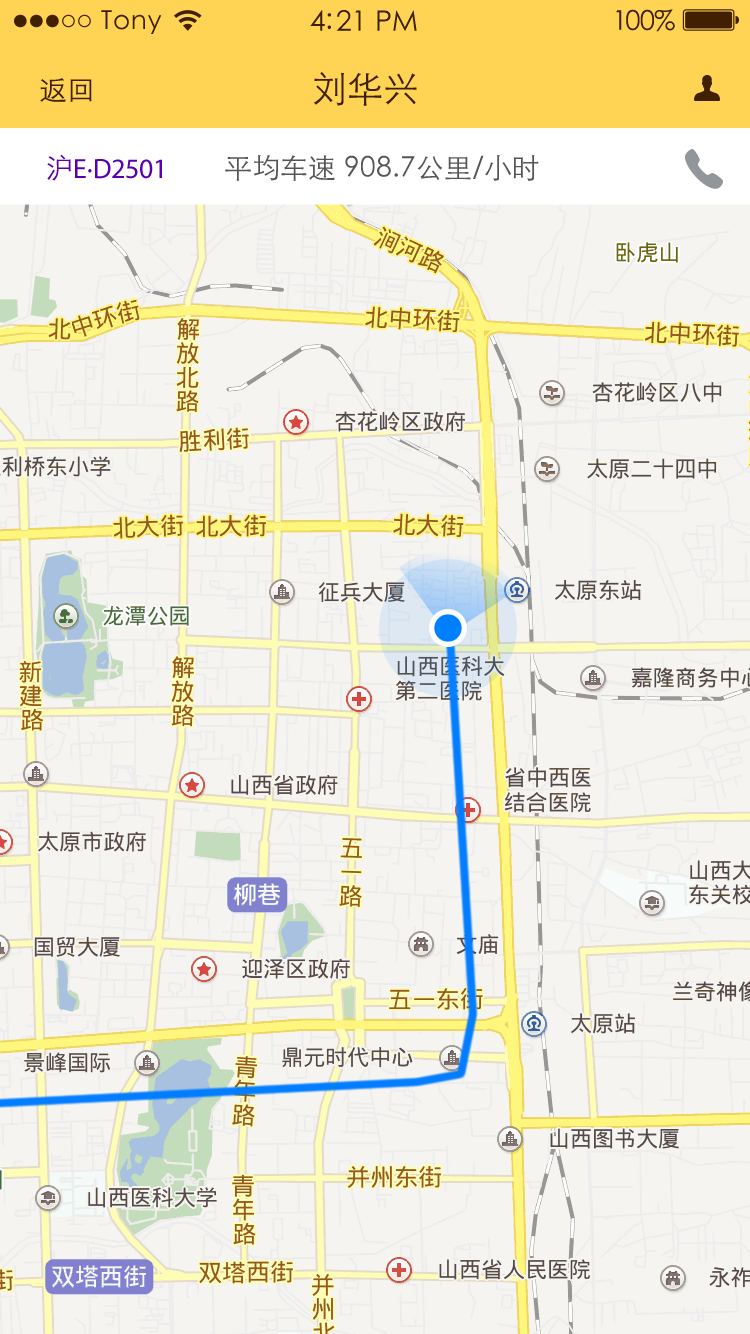 Tony 4:21 PM 100%
返回 刘华兴
沪E·D2501 平均车速 908.7公里/小时
涧河路
卧虎山
北中环街
北中环街
北中环街
解放北路
杏花岭区八中
杏花岭区政府
胜利街
利桥东小学
太原二十四中
北大街
北大街
北大街
征兵大厦
太原东站
龙潭公园
山西医科大
第二医院
新建路
解放路
嘉隆商务中心
山西省政府
省中西医
结合医院
太原市政府
五一路
山西大
东关校
柳巷
国贸大厦
文庙
迎泽区政府
兰奇神像
五一东街
太原站
景峰国际
鼎元时代中心
青年路
山西图书大厦
并州东街
山西医科大学
青年路
双塔西街
双塔西街
街
山西省人民医院
永祚
并州北